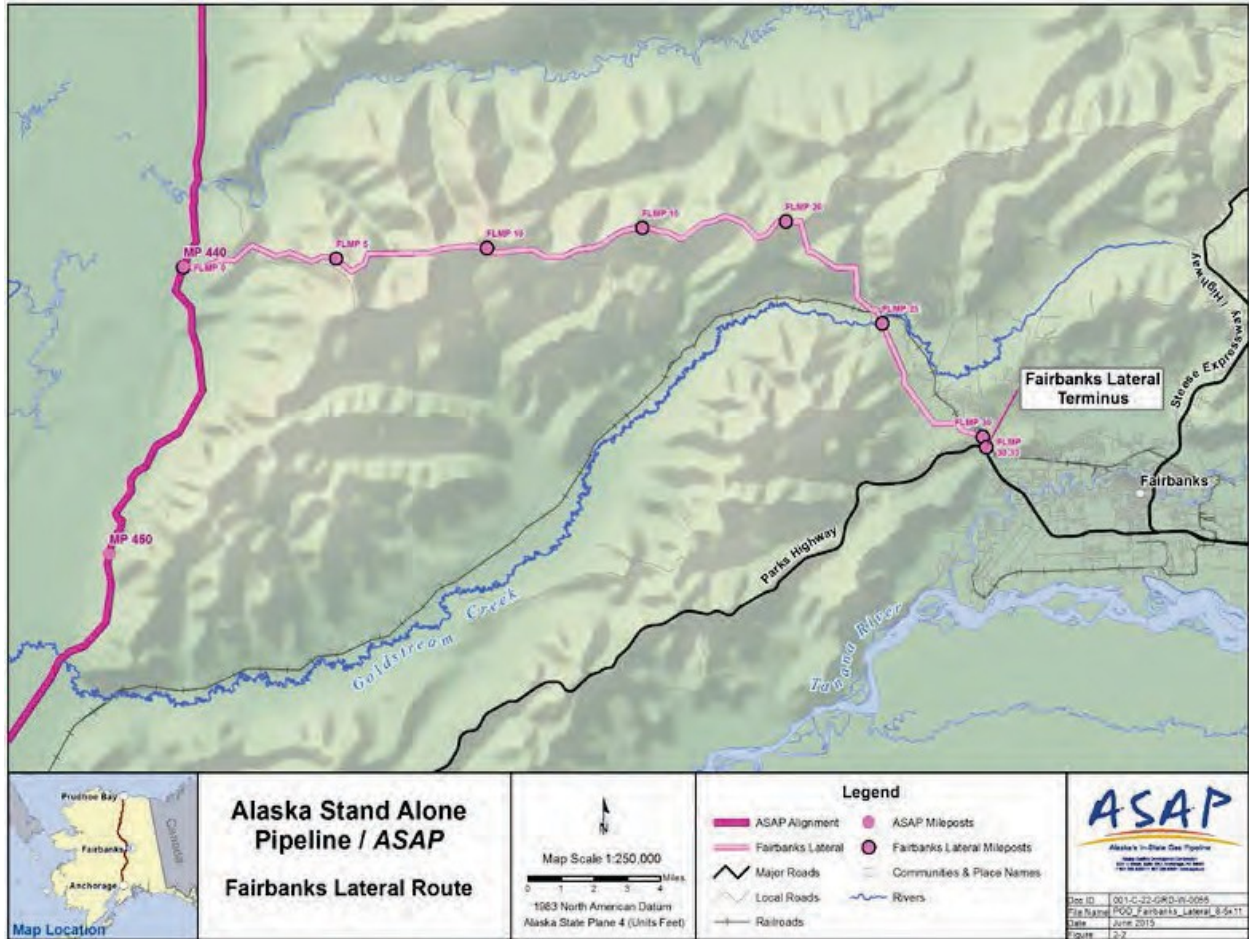 MP 440
FLMP 0
FLMP 5
FLMP 10
FLMP 15
FLMP 20
FLMP 25
FLMP 30
FLMP
30.33
Fairbanks Lateral
Terminus
Steese Expressway
/ Highway
Fairbanks
Parks Highway
MP 450
Goldstream Creek
Tanana River
Prudhoe Bay
Fairbanks
Anchorage
Canada
Map Location
Alaska Stand Alone
Pipeline / ASAP
Fairbanks Lateral Route
N
Map Scale 1:250,000
0 1 2 3 4 Miles
1983 North American Datum
Alaska State Plane 4 (Units Feet)
Legend
ASAP Alignment
ASAP Mileposts
Fairbanks Lateral
Fairbanks Lateral Mileposts
Major Roads
Communities & Place Names
Local Roads
Rivers
Railroads
ASAP
Alaska's In-State Gas Pipeline
Doc ID 001-C-22-GRD-W-0055
File Name PDD_Fairbanks_Lateral_8-5x11
Date June 2015
Figure 2-2